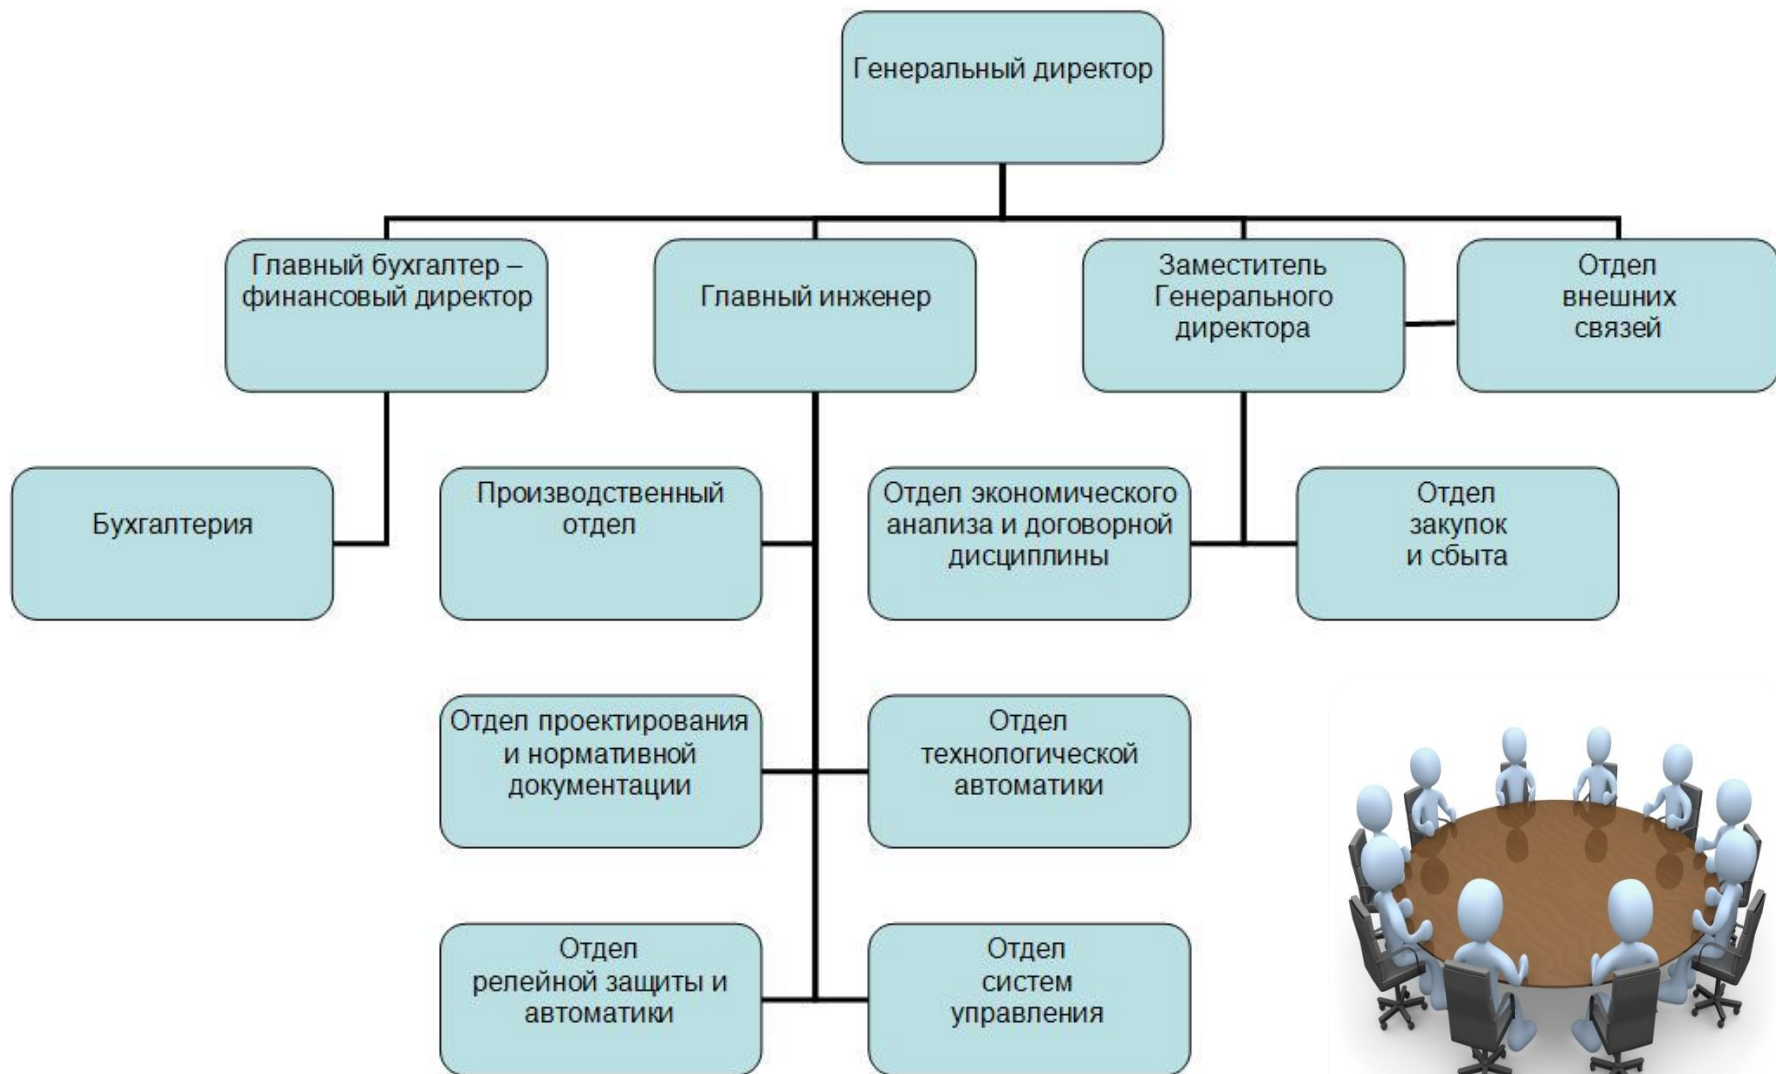 Генеральный директор
Главный бухгалтер –
финансовый директор
Главный инженер
Заместитель
Генерального
директора
Отдел
внешних
связей
Бухгалтерия
Производственный
отдел
Отдел экономического
анализа и договорной
дисциплины
Отдел
закупок
и сбыта
Отдел проектирования
и нормативной
документации
Отдел
технологической
автоматики
Отдел
релейной защиты и
автоматики
Отдел
систем
управления